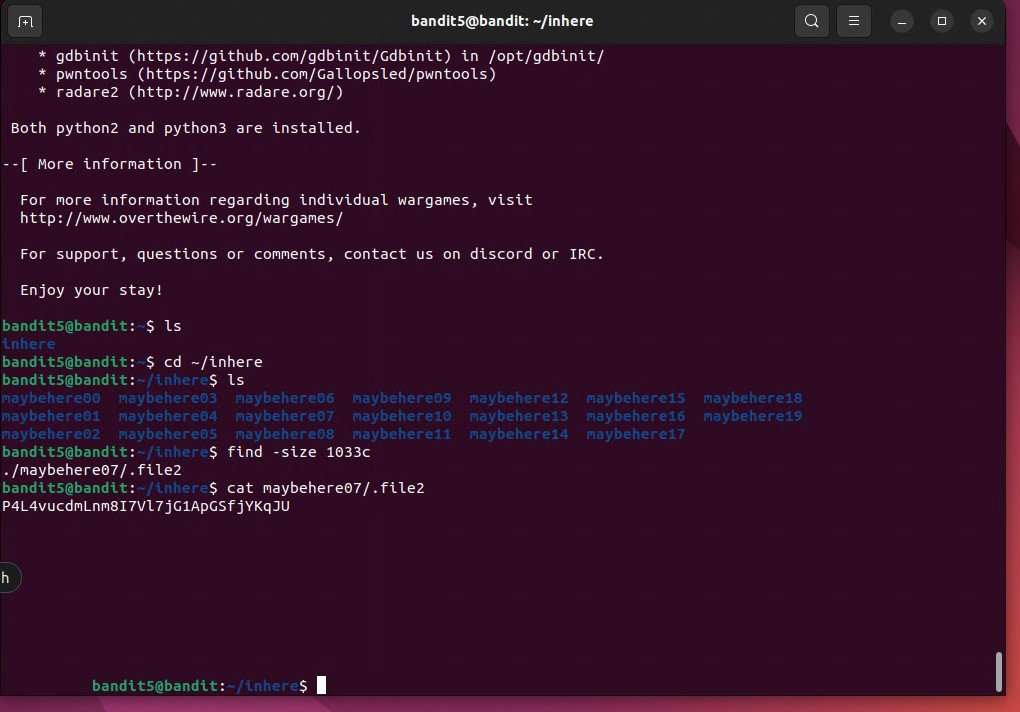 bandit5@bandit: ~/inhere
* gdbinit (https://github.com/gdbinit/Gdbinit) in /opt/gdbinit/
* pwntools (https://github.com/Gallopsled/pwntools)
* radare2 (http://www.radare.org/)
Both python2 and python3 are installed.
--[ More information ]--
For more information regarding individual wargames, visit
http://www.overthewire.org/wargames/
For support, questions or comments, contact us on discord or IRC.
Enjoy your stay!
bandit5@bandit:~$ ls
inhere
bandit5@bandit:~$ cd ~/inhere
bandit5@bandit:~/inhere$ ls
maybehere00  maybehere03  maybehere06  maybehere09  maybehere12  maybehere15  maybehere18
maybehere01  maybehere04  maybehere07  maybehere10  maybehere13  maybehere16  maybehere19
maybehere02  maybehere05  maybehere08  maybehere11  maybehere14  maybehere17
bandit5@bandit:~/inhere$ find -size 1033c
./maybehere07/.file2
bandit5@bandit:~/inhere$ cat maybehere07/.file2
P4L4vucdmLnm8I7Vl7jG1ApGSfjYKqJU
h
bandit5@bandit:~/inhere$